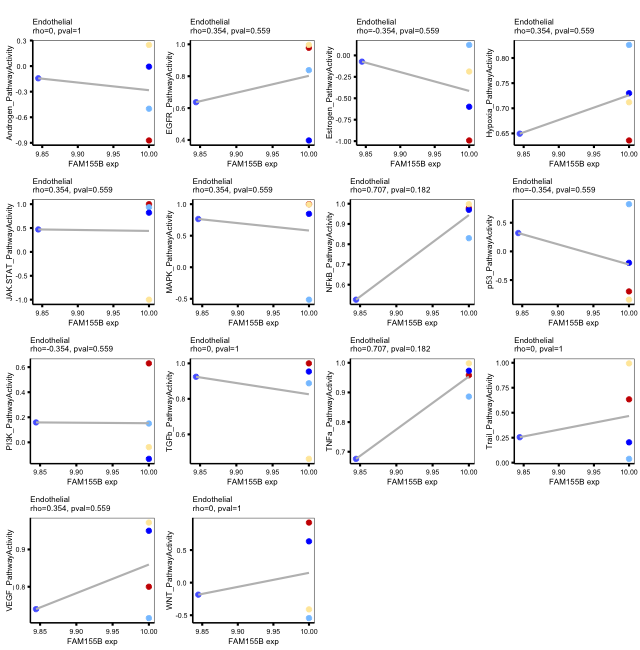 Endothelial
rho=0, pval=1
Androgen_PathwayActivity
0.3
0.0
-0.3
-0.6
-0.9
9.85
9.90
9.95
10.00
FAM155B exp
Endothelial
rho=0.354, pval=0.559
EGFR_PathwayActivity
1.0
0.8
0.6
0.4
9.85
9.90
9.95
10.00
FAM155B exp
Endothelial
rho=-0.354, pval=0.559
Estrogen_PathwayActivity
0.00
-0.25
-0.50
-0.75
-1.00
9.85
9.90
9.95
10.00
FAM155B exp
Endothelial
rho=0.354, pval=0.559
Hypoxia_PathwayActivity
0.80
0.75
0.70
0.65
9.85
9.90
9.95
10.00
FAM155B exp
Endothelial
rho=0.354, pval=0.559
JAK.STAT_PathwayActivity
1.0
0.5
0.0
-0.5
-1.0
9.85
9.90
9.95
10.00
FAM155B exp
Endothelial
rho=0.354, pval=0.559
MAPK_PathwayActivity
1.0
0.5
0.0
-0.5
9.85
9.90
9.95
10.00
FAM155B exp
Endothelial
rho=0.707, pval=0.182
NFkB_PathwayActivity
1.0
0.9
0.8
0.7
0.6
9.85
9.90
9.95
10.00
FAM155B exp
Endothelial
rho=-0.354, pval=0.559
p53_PathwayActivity
0.5
0.0
-0.5
9.85
9.90
9.95
10.00
FAM155B exp
Endothelial
rho=-0.354, pval=0.559
PI3K_PathwayActivity
0.6
0.4
0.2
0.0
9.85
9.90
9.95
10.00
FAM155B exp
Endothelial
rho=0, pval=1
TGFb_PathwayActivity
1.0
0.8
0.6
9.85
9.90
9.95
10.00
FAM155B exp
Endothelial
rho=0.707, pval=0.182
TNFa_PathwayActivity
1.0
0.9
0.8
0.7
9.85
9.90
9.95
10.00
FAM155B exp
Endothelial
rho=0, pval=1
Trail_PathwayActivity
1.00
0.75
0.50
0.25
0.00
9.85
9.90
9.95
10.00
FAM155B exp
Endothelial
rho=0.354, pval=0.559
VEGF_PathwayActivity
0.9
0.8
9.85
9.90
9.95
10.00
FAM155B exp
Endothelial
rho=0, pval=1
WNT_PathwayActivity
0.5
0.0
-0.5
9.85
9.90
9.95
10.00
FAM155B exp